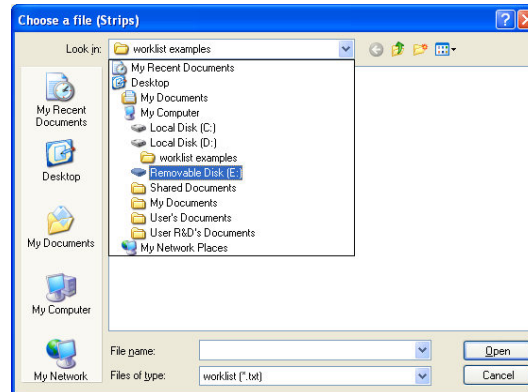 Choose a file (Strips)
Look in: worklist examples
My Recent Documents
Desktop
My Documents
My Computer
Local Disk (C:)
Local Disk (D:)
worklist examples
Removable Disk (E:)
Shared Documents
My Documents
User's Documents
User R&D's Documents
My Network Places
My Recent
Documents
Desktop
My Documents
My Computer
My Network
File name:
Open
Files of type: worklist (*.txt)
Cancel